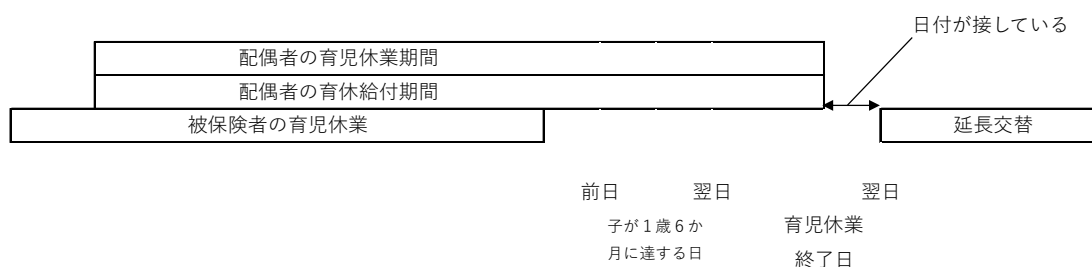 日付が接している
配偶者の育児休業期間
配偶者の育休給付期間
被保険者の育児休業
延長交替
前日
翌日
翌日
子が1歳6か
月に達する日
育児休業
終了日